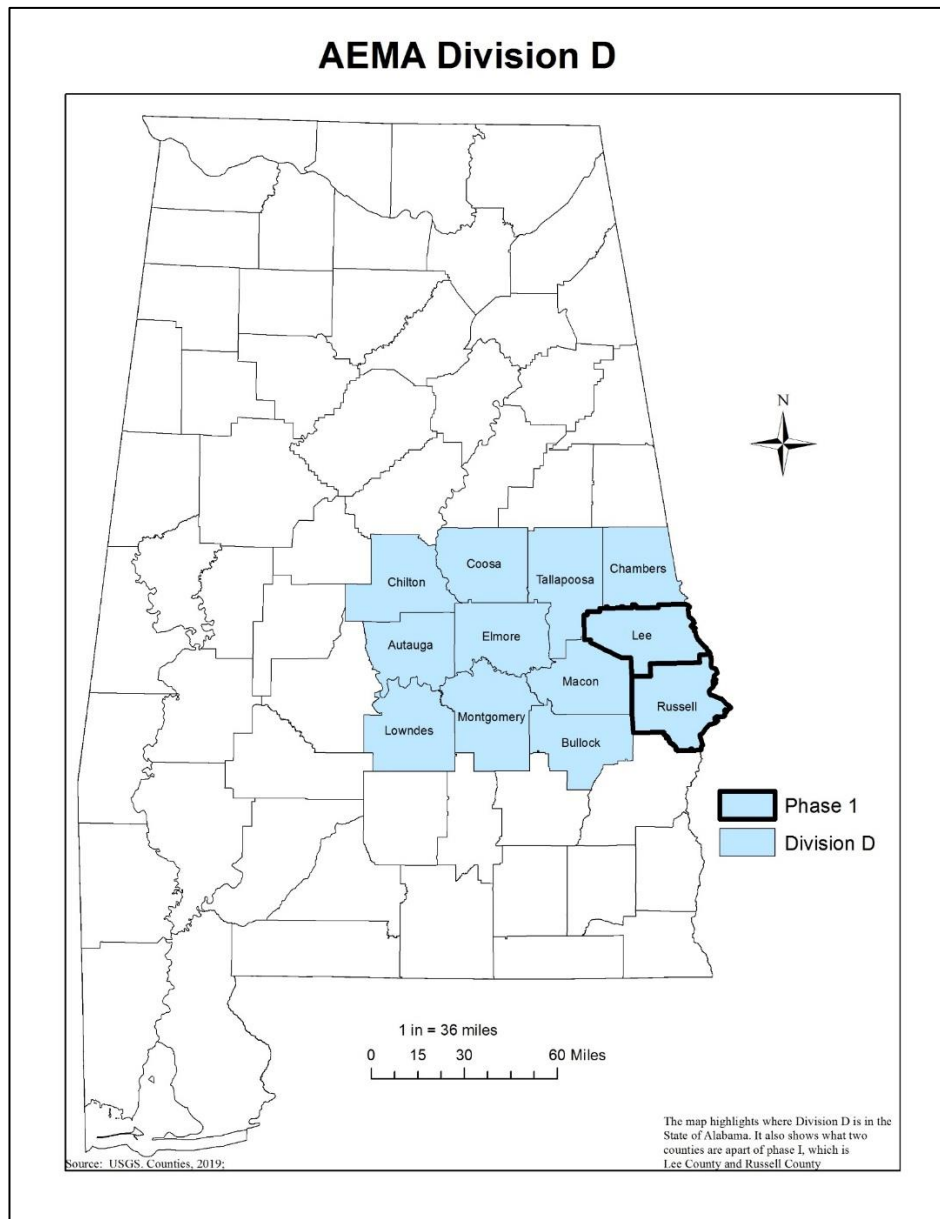 AEMA Division D
N
Coosa
Chambers
Chilton
Tallapoosa
Lee
Elmore
Autauga
Macon
Russell
Montgomery
Lowndes
Bullock
Phase 1
Division D
1 in = 36 miles
0 15 30 60 Miles
The map highlights where Division D is in the
State of Alabama. It also shows what two
counties are apart of phase I, which is
Lee County and Russell County
Source: USGS. Counties, 2019;